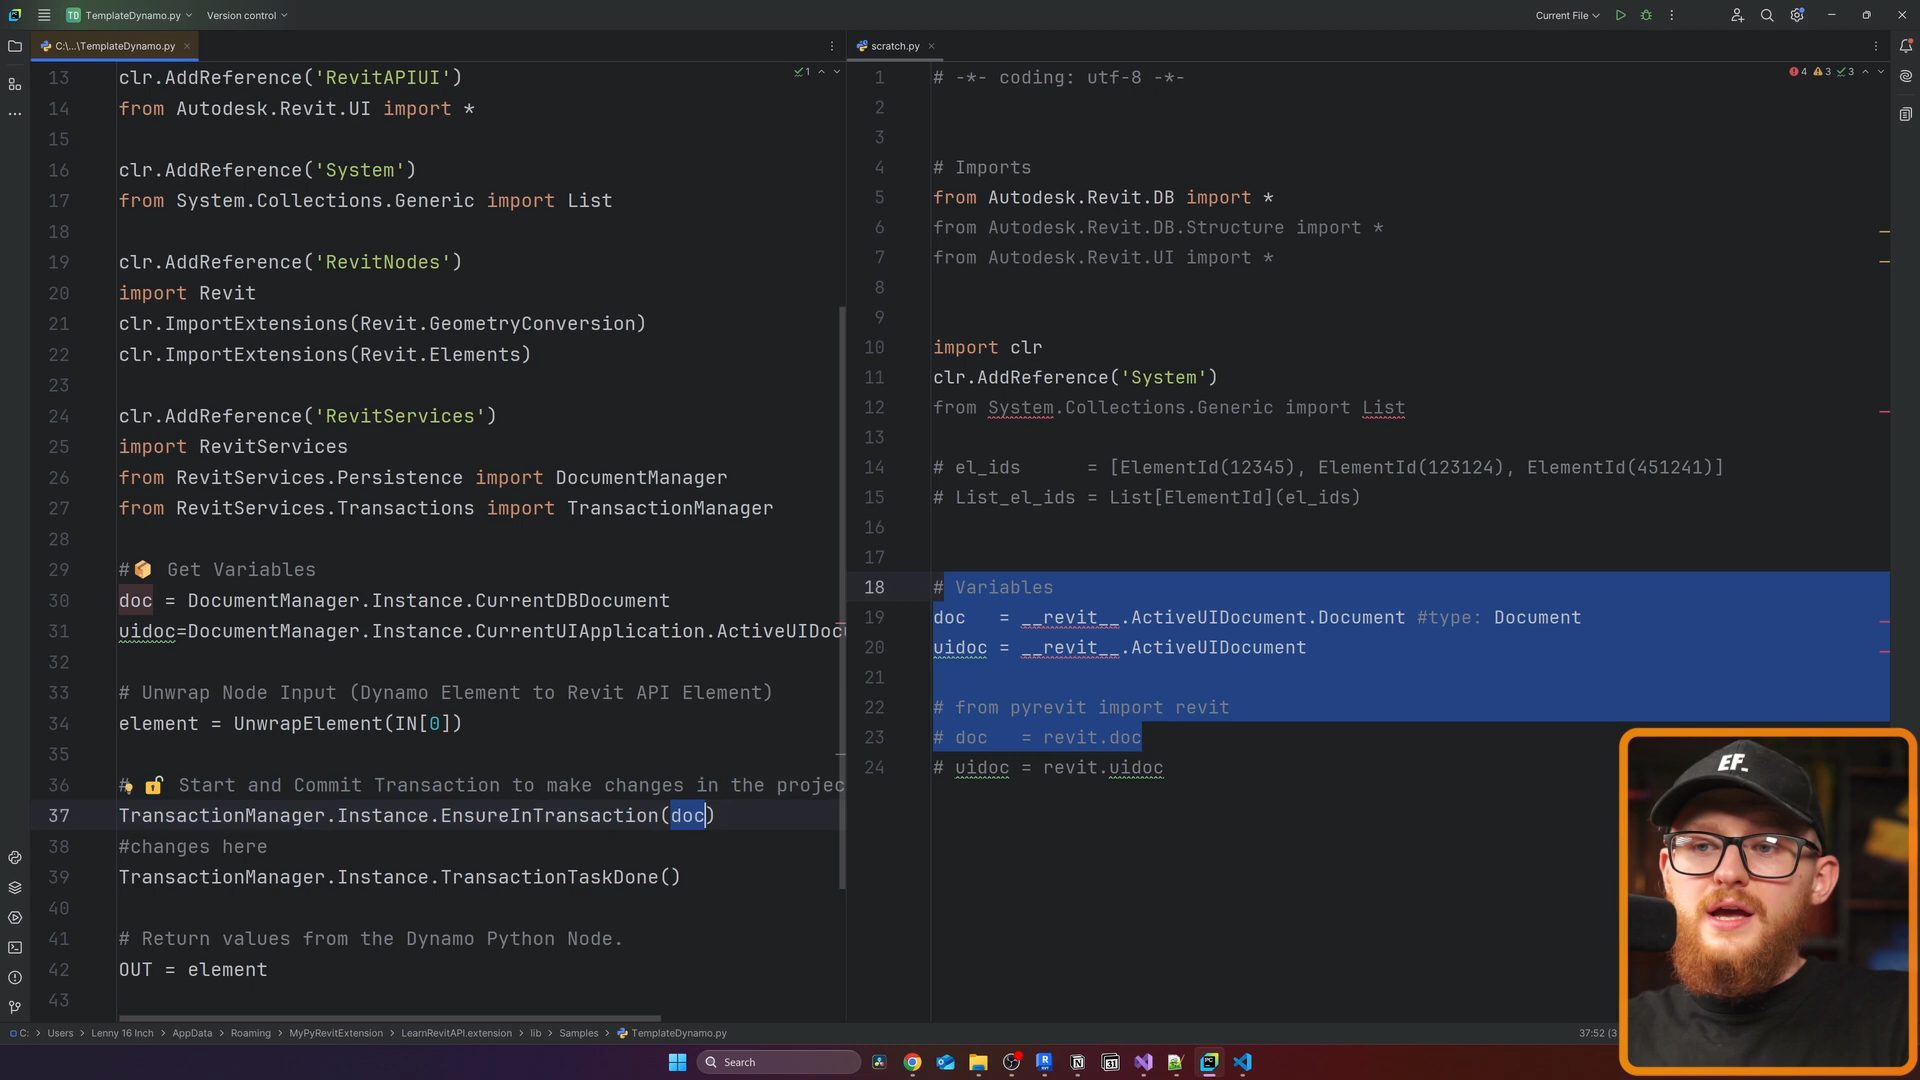 TD TemplateDynamo.py Version control Current File
C:\...\TemplateDynamo.py
scratch.py
1
4 3 3
13 clr.AddReference('RevitAPIUI')
14 from Autodesk.Revit.UI import *
15
16 clr.AddReference('System')
17 from System.Collections.Generic import List
18
19 clr.AddReference('RevitNodes')
20 import Revit
21 clr.ImportExtensions(Revit.GeometryConversion)
22 clr.ImportExtensions(Revit.Elements)
23
24 clr.AddReference('RevitServices')
25 import RevitServices
26 from RevitServices.Persistence import DocumentManager
27 from RevitServices.Transactions import TransactionManager
28
29 #📦 Get Variables
30 doc = DocumentManager.Instance.CurrentDBDocument
31 uidoc=DocumentManager.Instance.CurrentUIApplication.ActiveUIDocu
32
33 # Unwrap Node Input (Dynamo Element to Revit API Element)
34 element = UnwrapElement(IN[0])
35
36 # 🔓 Start and Commit Transaction to make changes in the projec
37 TransactionManager.Instance.EnsureInTransaction(doc)
38 #changes here
39 TransactionManager.Instance.TransactionTaskDone()
40
41 # Return values from the Dynamo Python Node.
42 OUT = element
43
1 # -*- coding: utf-8 -*-
2
3
4 # Imports
5 from Autodesk.Revit.DB import *
6 from Autodesk.Revit.DB.Structure import *
7 from Autodesk.Revit.UI import *
8
9
10 import clr
11 clr.AddReference('System')
12 from System.Collections.Generic import List
13
14 # el_ids      = [ElementId(12345), ElementId(123124), ElementId(451241)]
15 # List_el_ids = List[ElementId](el_ids)
16
17
18 # Variables
19 doc   = __revit__.ActiveUIDocument.Document #type: Document
20 uidoc = __revit__.ActiveUIDocument
21
22 # from pyrevit import revit
23 # doc   = revit.doc
24 # uidoc = revit.uidoc
EF.
C: > Users > Lenny 16 Inch > AppData > Roaming > MyPyRevitExtension > LearnRevitAPI.extension > lib > Samples > TemplateDynamo.py
37:52 (3
Search